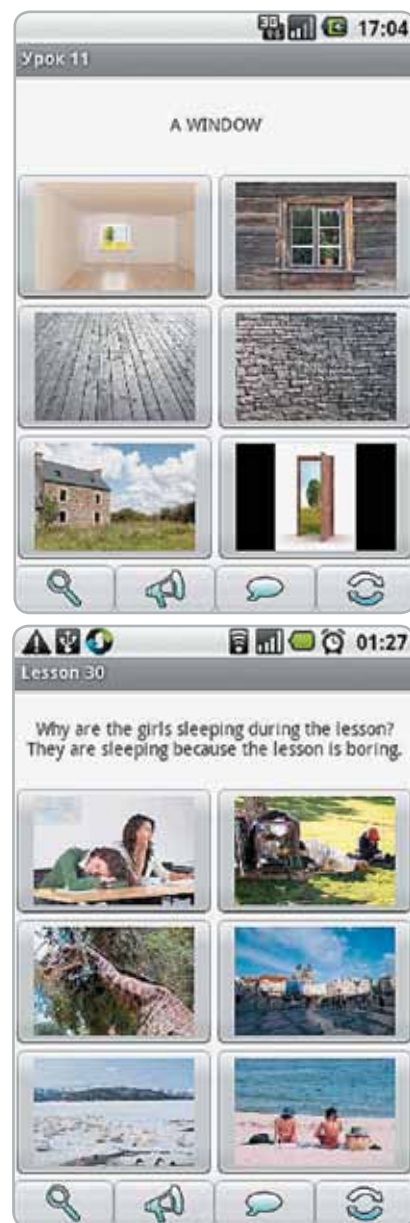 17:04
Урок 11
A WINDOW
01:27
Lesson 30
Why are the girls sleeping during the lesson?
They are sleeping because the lesson is boring.